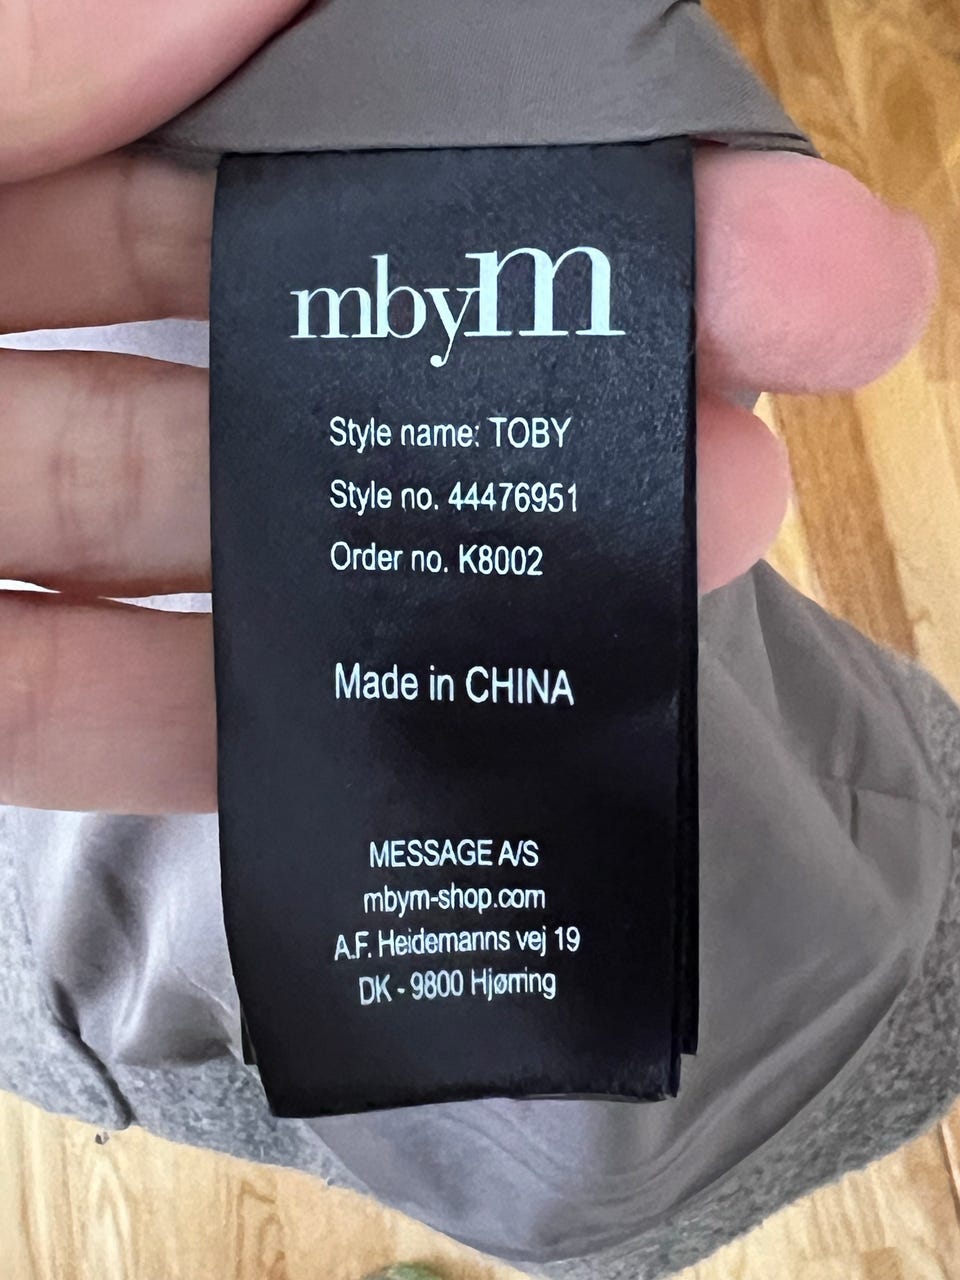 mbym
Style name: TOBY
Style no. 44476951
Order no. K8002
Made in CHINA
MESSAGE A/S
mbym-shop.com
A.F. Heidemanns vej 19
DK - 9800 Hjørring